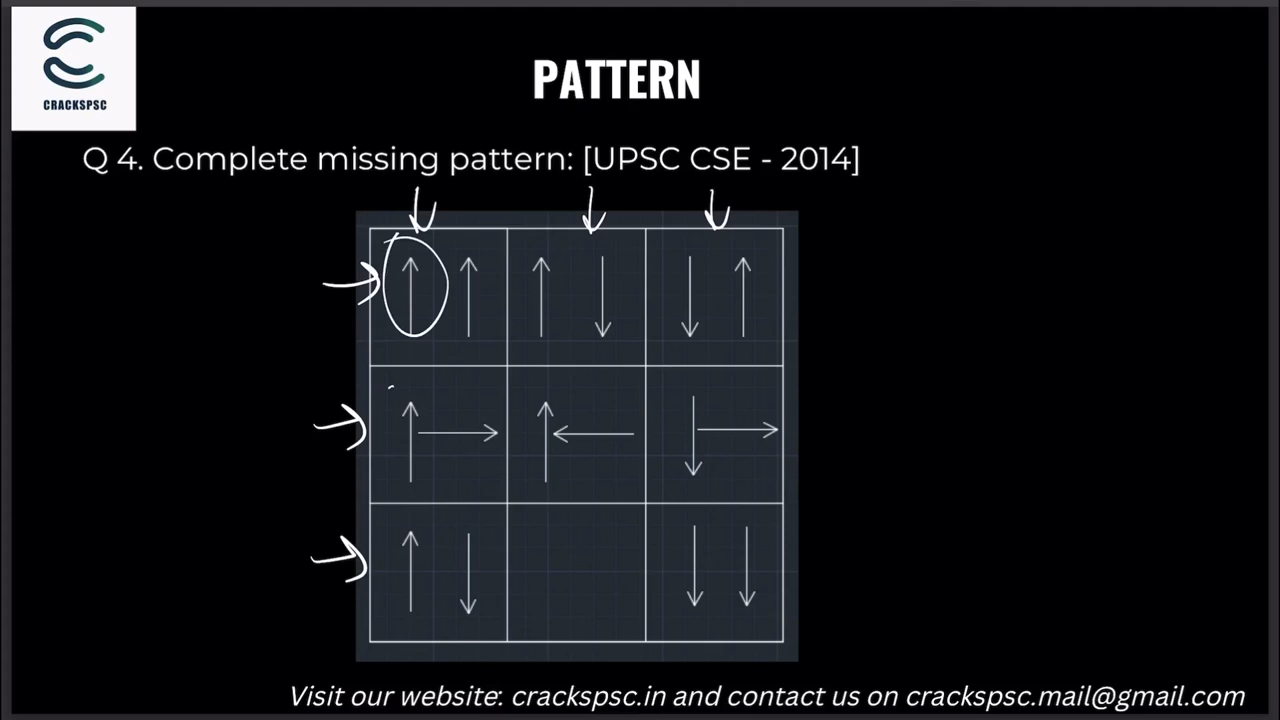 CRACKSPSC
PATTERN
Q 4. Complete missing pattern: [UPSC CSE - 2014]
Visit our website: crackspsc.in and contact us on crackspsc.mail@gmail.com